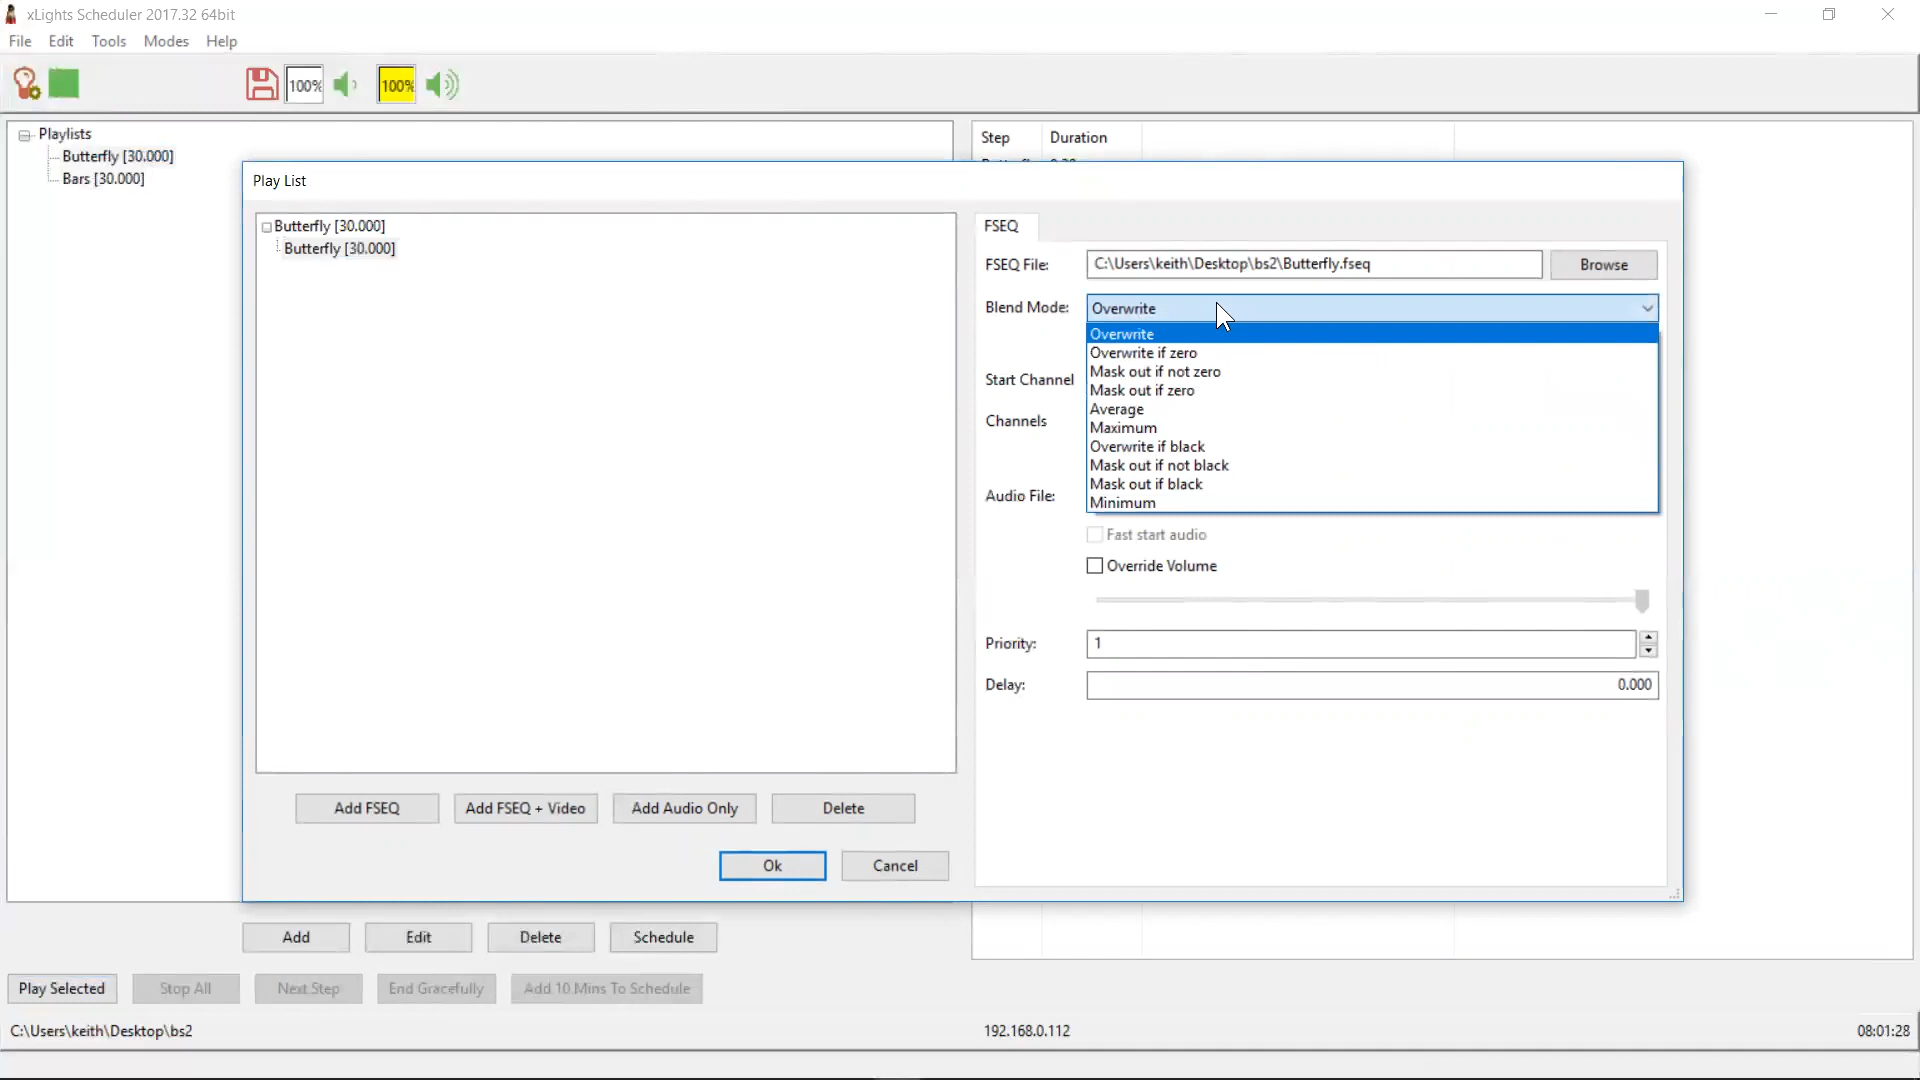 xLights Scheduler 2017.32 64bit
File Edit Tools Modes Help
100% 100%
Playlists
Butterfly [30.000]
Bars [30.000]
Step Duration
Play List
Butterfly [30.000]
Butterfly [30.000]
FSEQ
FSEQ File: C:\Users\keith\Desktop\bs2\Butterfly.fseq Browse
Blend Mode: Overwrite
Overwrite
Overwrite if zero
Mask out if not zero
Start Channel
Mask out if zero
Average
Channels
Maximum
Overwrite if black
Mask out if not black
Mask out if black
Audio File:
Minimum
Fast start audio
Override Volume
Priority: 1
Delay: 0.000
Add FSEQ Add FSEQ + Video Add Audio Only Delete
Ok Cancel
Add Edit Delete Schedule
Play Selected Stop All Next Step End Gracefully Add 10 Mins To Schedule
C:\Users\keith\Desktop\bs2 192.168.0.112 08:01:28